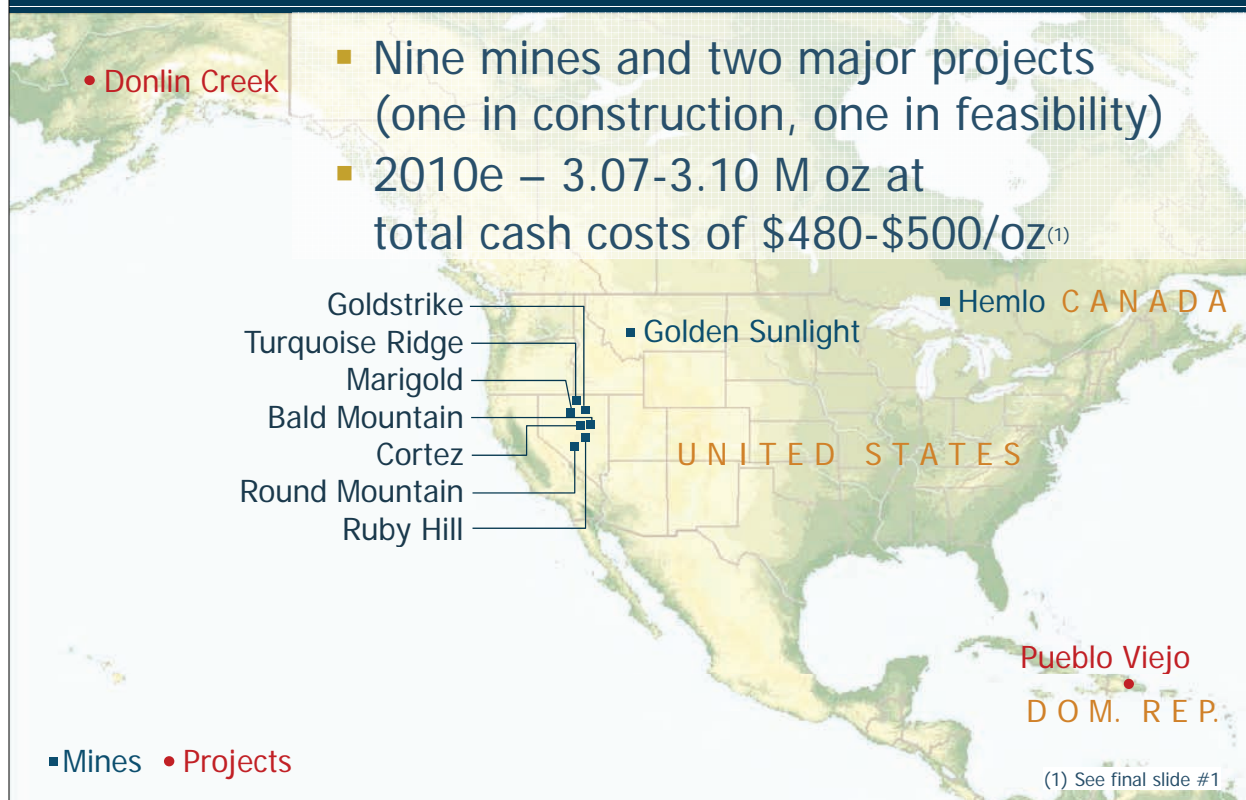 ▪ Nine mines and two major projects
(one in construction, one in feasibility)
▪ 2010e – 3.07-3.10 M oz at
total cash costs of $480-$500/oz(1)
• Donlin Creek
Goldstrike
Turquoise Ridge
Marigold
Bald Mountain
Cortez
Round Mountain
Ruby Hill
▪ Golden Sunlight
▪ Hemlo
CANADA
UNITED STATES
Pueblo Viejo
DOM. REP.
▪ Mines • Projects
(1) See final slide #1